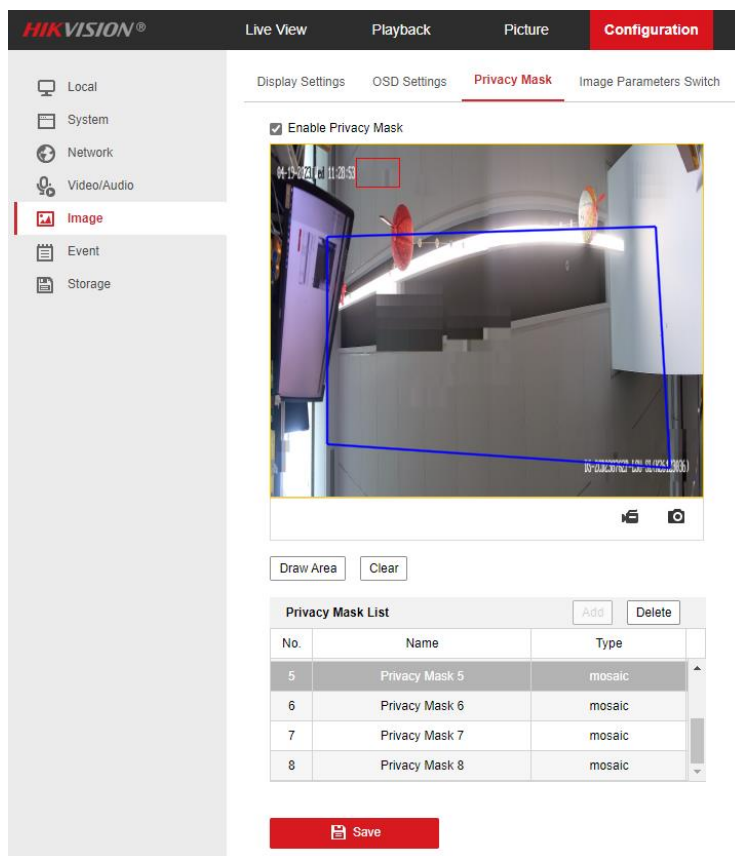 HIKVISION® Live View Playback Picture Configuration
Display Settings OSD Settings Privacy Mask Image Parameters Switch
Local
System
Network
Video/Audio
Image
Event
Storage
Enable Privacy Mask
11:28:53
Draw Area Clear
Privacy Mask List Add Delete
No. Name Type
5 Privacy Mask 5 mosaic
6 Privacy Mask 6 mosaic
7 Privacy Mask 7 mosaic
8 Privacy Mask 8 mosaic
Save